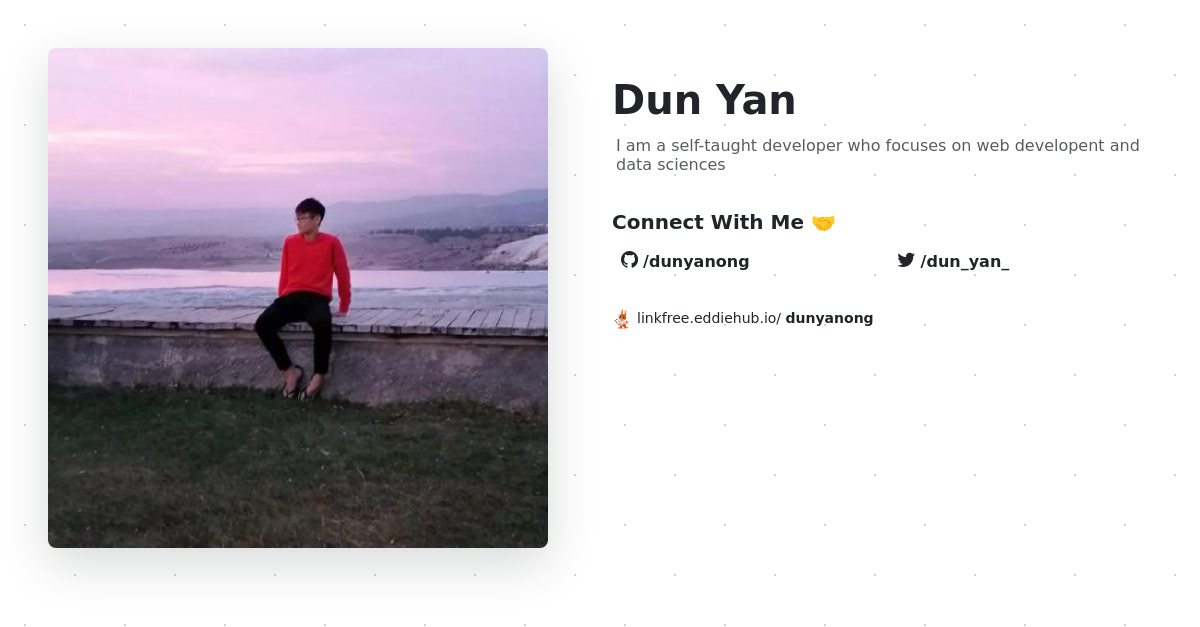 Dun Yan
I am a self-taught developer who focuses on web developent and
data sciences
Connect With Me 🤝
/dunyanong
/dun_yan_
linkfree.eddiehub.io/ dunyanong